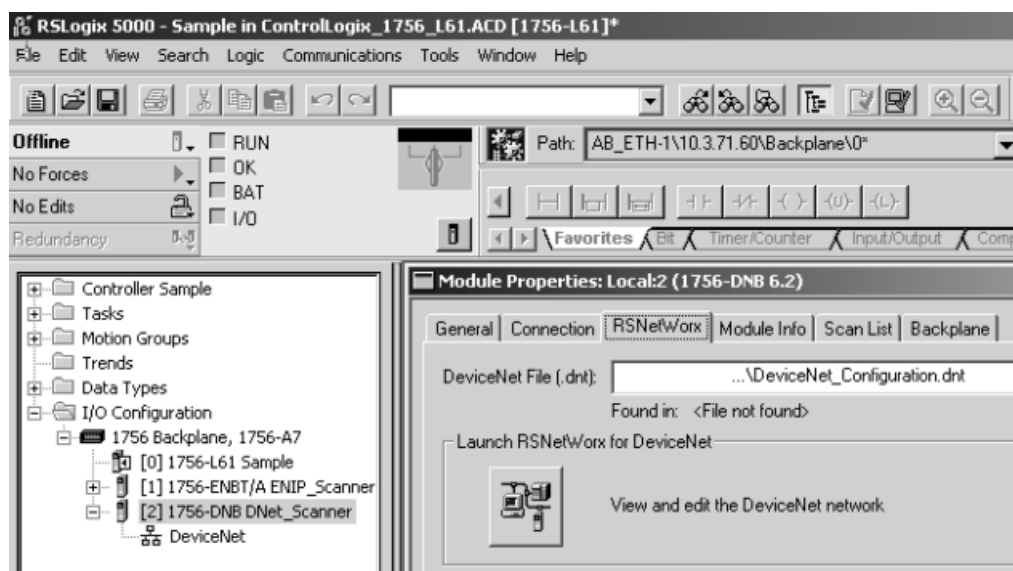 RSLogix 5000 - Sample in ControlLogix_1756_L61.ACD [1756-L61]*
File Edit View Search Logic Communications Tools Window Help
Offline
RUN
Path: AB_ETH-1\10.3.71.60\Backplane\0*
No Forces
OK
No Edits
BAT
I/O
Redundancy
Favorites Bit Timer/Counter Input/Output
Controller Sample
Tasks
Motion Groups
Trends
Data Types
I/O Configuration
1756 Backplane, 1756-A7
[0] 1756-L61 Sample
[1] 1756-ENBT/A ENIP_Scanner
[2] 1756-DNB DNet_Scanner
DeviceNet
Module Properties: Local:2 (1756-DNB 6.2)
General Connection RSNetWorx Module Info Scan List Backplane
DeviceNet File (.dnt): ...\DeviceNet_Configuration.dnt
Found in: <File not found>
Launch RSNetWorx for DeviceNet
View and edit the DeviceNet network